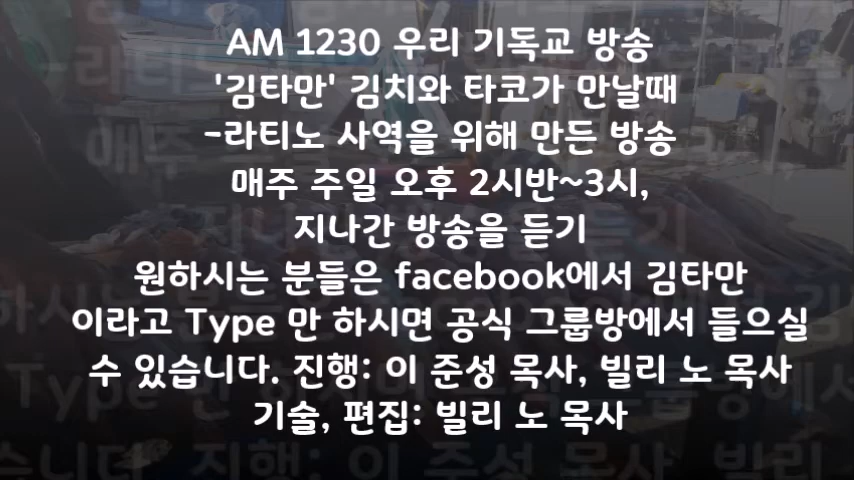 AM 1230 우리 기독교 방송
'김타만' 김치와 타코가 만날때
-라티노 사역을 위해 만든 방송
매주 주일 오후 2시반~3시,
지나간 방송을 듣기
원하시는 분들은 facebook에서 김타만
이라고 Type 만 하시면 공식 그룹방에서 들으실
수 있습니다. 진행: 이 준성 목사, 빌리 노 목사
기술, 편집: 빌리 노 목사